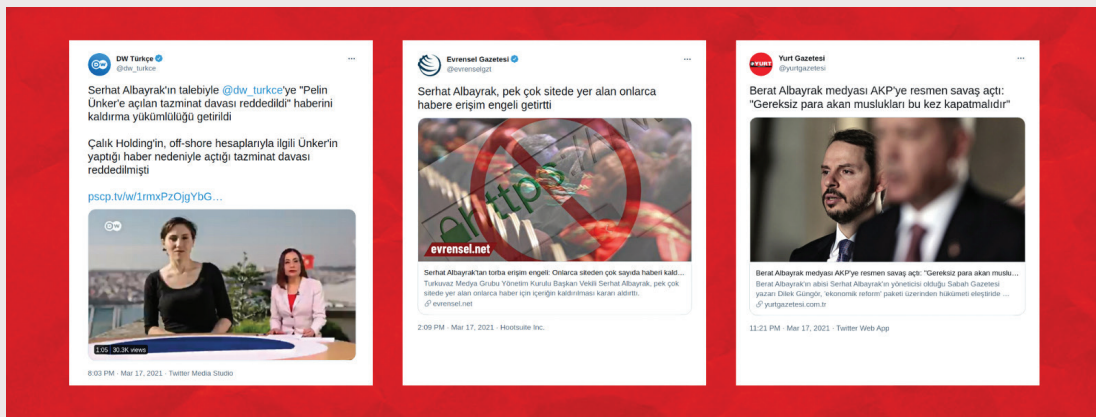 DW Türkçe
@dw_turkce
Serhat Albayrak'ın talebiyle @dw_turkce'ye "Pelin
Ünker'e açılan tazminat davası reddedildi" haberini
kaldırma yükümlülüğü getirildi
Çalık Holding'in, off-shore hesaplarıyla ilgili Ünker'in
yaptığı haber nedeniyle açtığı tazminat davası
reddedilmişti
pscp.tv/w/1rmxPzOjgYbG…
DW
1:05 30.3K views
8:03 PM · Mar 17, 2021 · Twitter Media Studio
Evrensel Gazetesi
@evrenselgzt
Serhat Albayrak, pek çok sitede yer alan onlarca
habere erişim engeli getirtti
https
evrensel.net
Serhat Albayrak'tan torba erişim engeli: Onlarca siteden çok sayıda haberi kald...
Turkuvaz Medya Grubu Yönetim Kurulu Başkan Vekili Serhat Albayrak, pek çok
sitede yer alan onlarca haber için içeriğin kaldırılması kararı aldırttı.
evrensel.net
2:09 PM · Mar 17, 2021 · Hootsuite Inc.
YURT
Yurt Gazetesi
@yurtgazetesi
Berat Albayrak medyası AKP'ye resmen savaş açtı:
"Gereksiz para akan muslukları bu kez kapatmalıdır"
Berat Albayrak medyası AKP'ye resmen savaş açtı: "Gereksiz para akan muslu...
Berat Albayrak'ın abisi Serhat Albayrak'ın yöneticisi olduğu Sabah Gazetesi
yazarı Dilek Güngör, 'ekonomik reform' paketi üzerinden hükümeti eleştiride ...
yurtgazetesi.com.tr
11:21 PM · Mar 17, 2021 · Twitter Web App